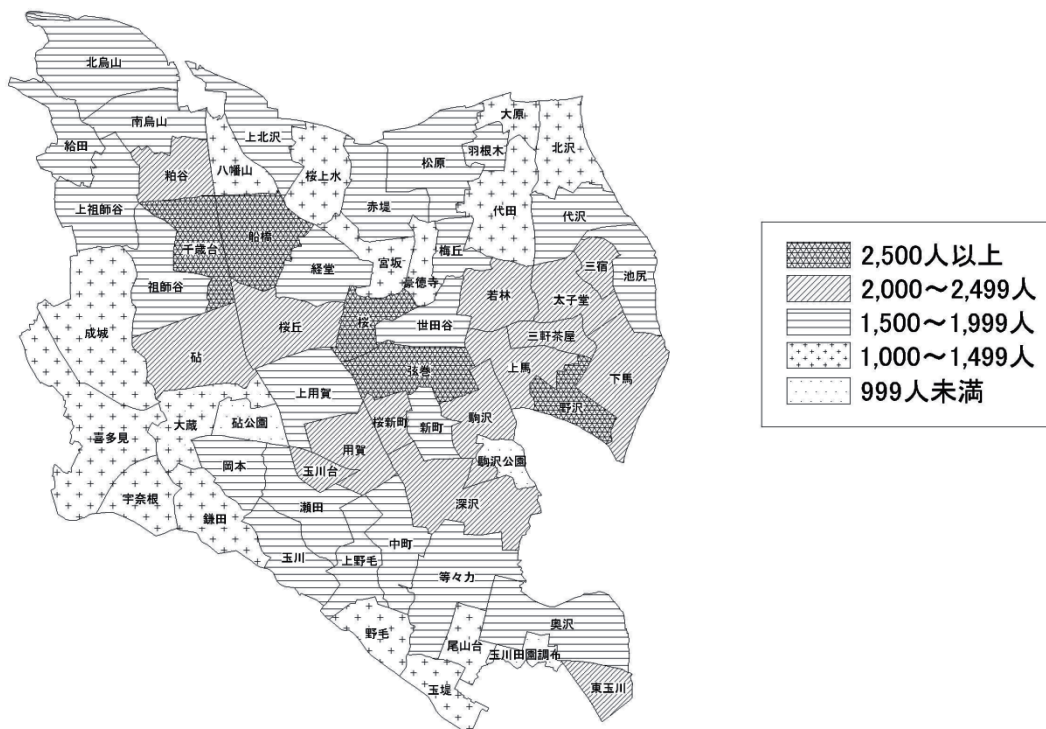 北烏山
南烏山
給田
上北沢
大原
北沢
羽根木
松原
粕谷
八幡山
桜上水
赤堤
代田
上祖師谷
代沢
千歳台
船橋
宮坂
梅丘
三宿
池尻
祖師谷
経堂
豪徳寺
若林
太子堂
成城
砧
桜丘
桜
世田谷
三軒茶屋
上馬
下馬
弦巻
野沢
上用賀
喜多見
大蔵
砧公園
桜新町
新町
駒沢
用賀
岡本
玉川台
駒沢公園
宇奈根
鎌田
瀬田
深沢
玉川
上野毛
中町
等々力
野毛
尾山台
奥沢
玉川田園調布
玉堤
東玉川
2,500人以上
2,000～2,499人
1,500～1,999人
1,000～1,499人
999人未満